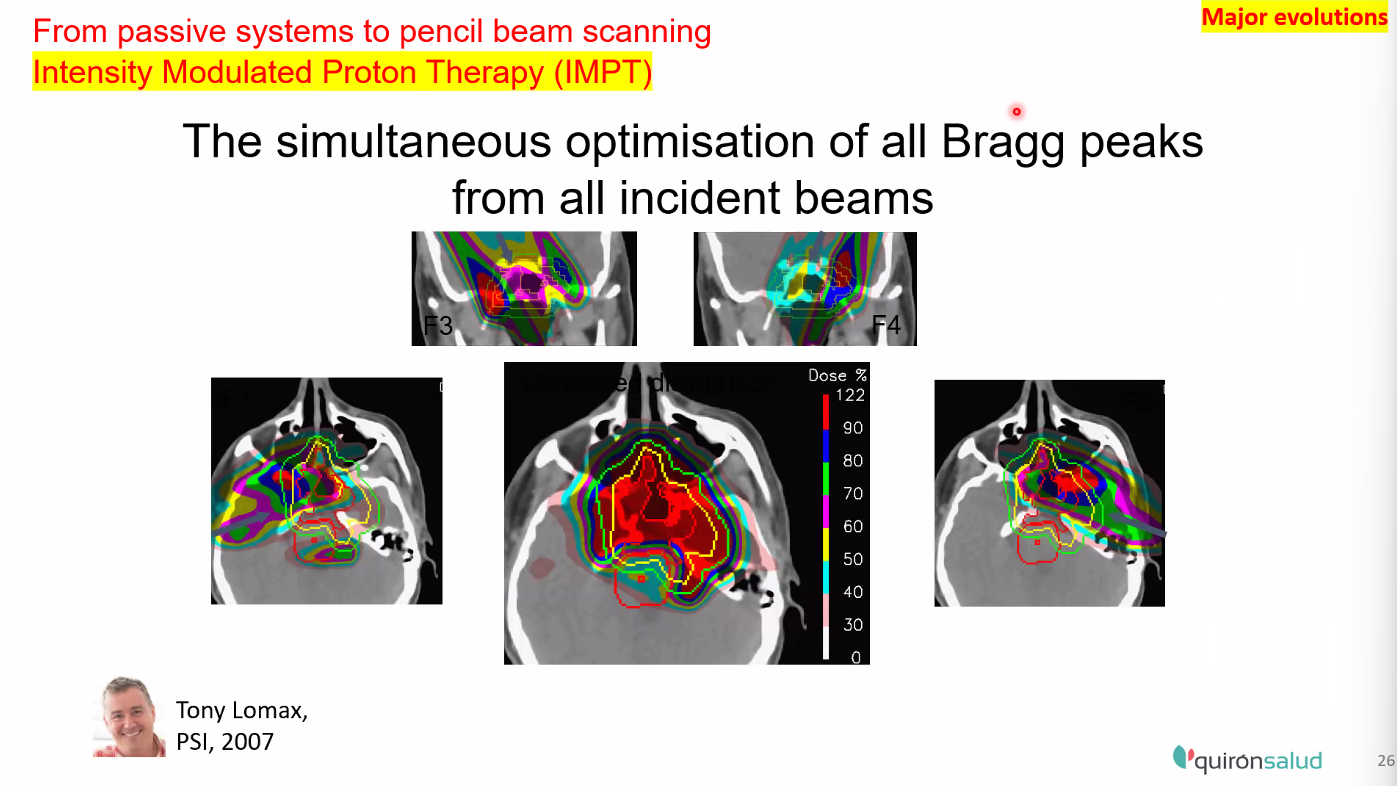 From passive systems to pencil beam scanning
Major evolutions
Intensity Modulated Proton Therapy (IMPT)
The simultaneous optimisation of all Bragg peaks
from all incident beams
F3
F4
Dose %
122
90
80
70
60
50
40
30
0
Tony Lomax,
PSI, 2007
quirónsalud
26